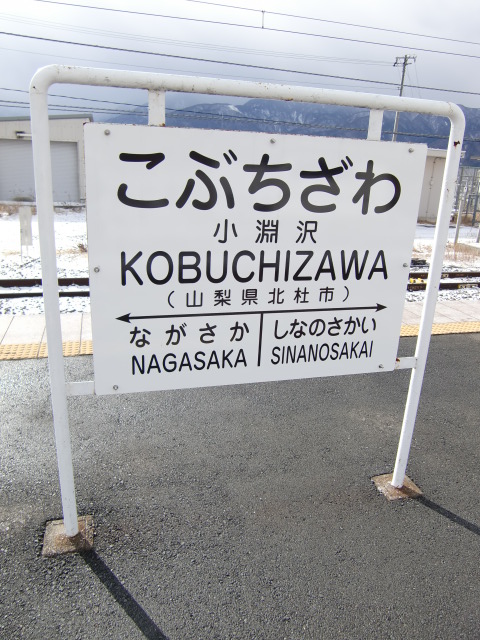 こぶちざわ
小淵沢
KOBUCHIZAWA
(山梨県北杜市)
ながさか しなのさかい
NAGASAKA SINANOSAKAI